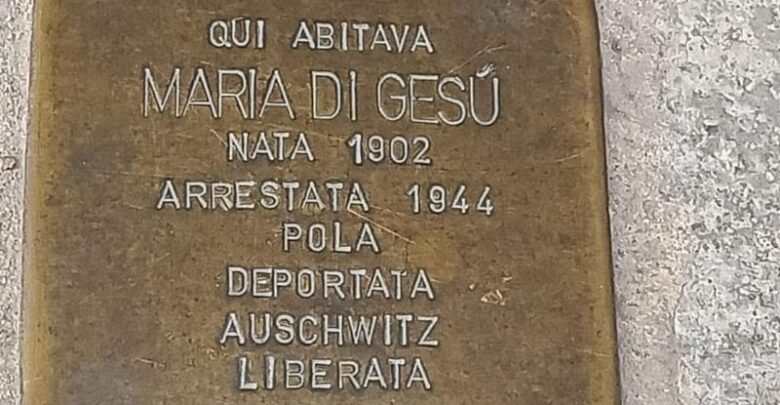 QUI ABITAVA
MARIA DI GESÚ
NATA 1902
ARRESTATA 1944
POLA
DEPORTATA
AUSCHWITZ
LIBERATA